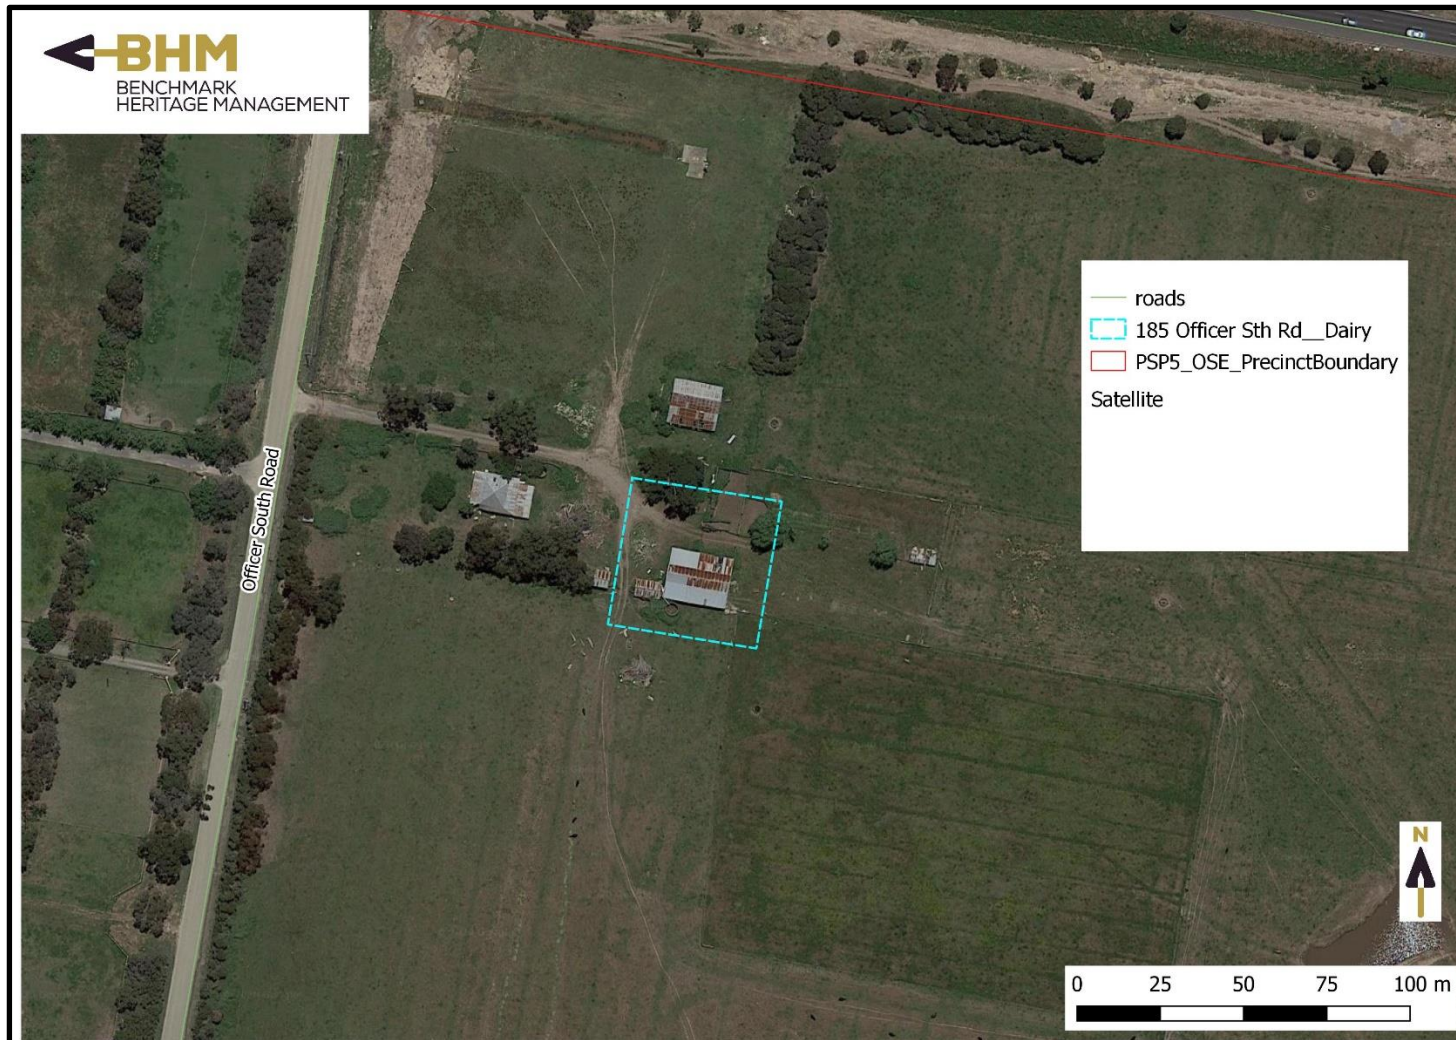 BHM
BENCHMARK
HERITAGE MANAGEMENT
roads
185 Officer Sth Rd__Dairy
PSP5_OSE_PrecinctBoundary
Satellite
Officer South Road
N
0 25 50 75 100 m